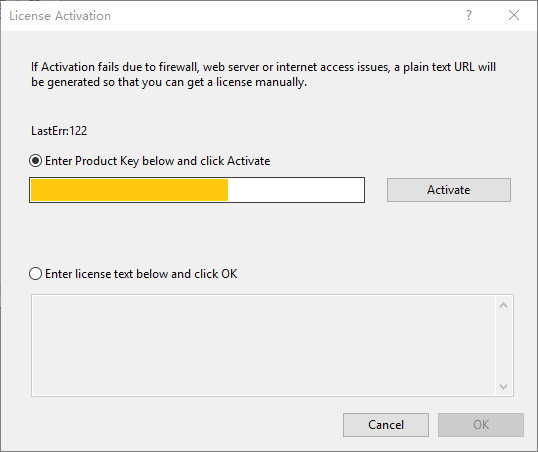 License Activation
?
If Activation fails due to firewall, web server or internet access issues, a plain text URL will
be generated so that you can get a license manually.
LastErr:122
Enter Product Key below and click Activate
Activate
Enter license text below and click OK
Cancel
OK